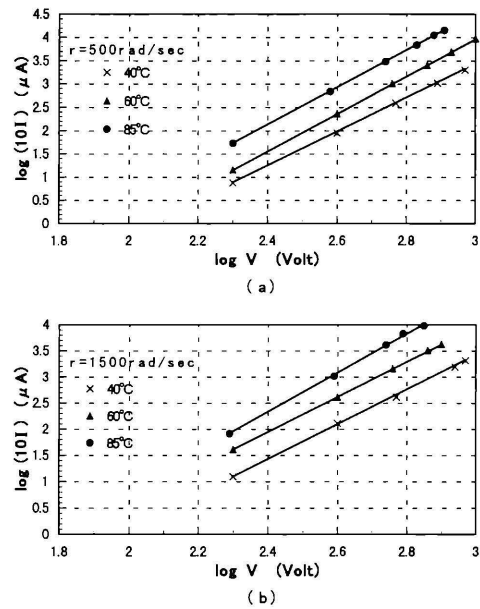 4.5
4
3.5
3
2.5
2
1.5
1
0.5
0
log(10I) (μA)
r=500rad/sec
40°C
60°C
85°C
1.8 2 2.2 2.4 2.6 2.8 3
log V (Volt)
(a)
4
3.5
3
2.5
2
1.5
1
0.5
0
log(10I) (μA)
r=1500rad/sec
40°C
60°C
85°C
1.8 2 2.2 2.4 2.6 2.8 3
log V (Volt)
(b)